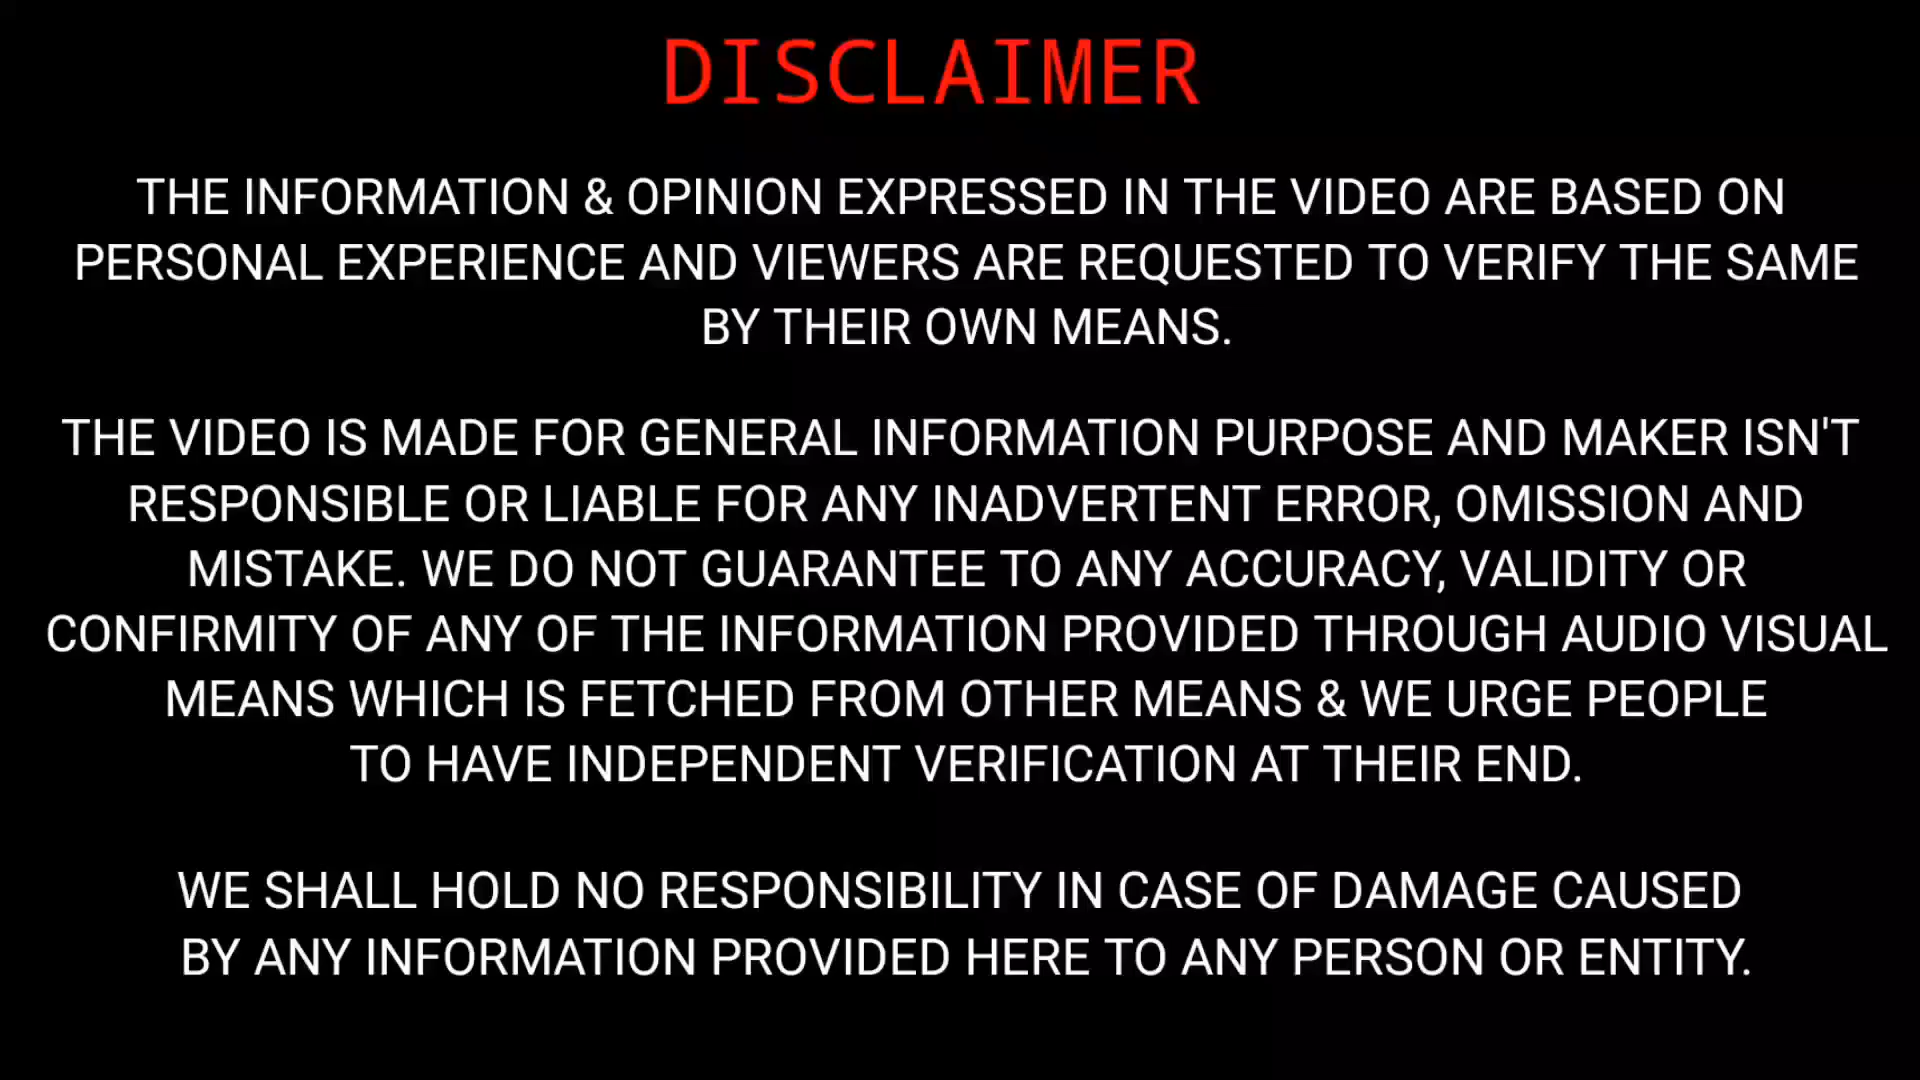 DISCLAIMER
THE INFORMATION & OPINION EXPRESSED IN THE VIDEO ARE BASED ON
PERSONAL EXPERIENCE AND VIEWERS ARE REQUESTED TO VERIFY THE SAME
BY THEIR OWN MEANS.
THE VIDEO IS MADE FOR GENERAL INFORMATION PURPOSE AND MAKER ISN'T
RESPONSIBLE OR LIABLE FOR ANY INADVERTENT ERROR, OMISSION AND
MISTAKE. WE DO NOT GUARANTEE TO ANY ACCURACY, VALIDITY OR
CONFIRMITY OF ANY OF THE INFORMATION PROVIDED THROUGH AUDIO VISUAL
MEANS WHICH IS FETCHED FROM OTHER MEANS & WE URGE PEOPLE
TO HAVE INDEPENDENT VERIFICATION AT THEIR END.
WE SHALL HOLD NO RESPONSIBILITY IN CASE OF DAMAGE CAUSED
BY ANY INFORMATION PROVIDED HERE TO ANY PERSON OR ENTITY.